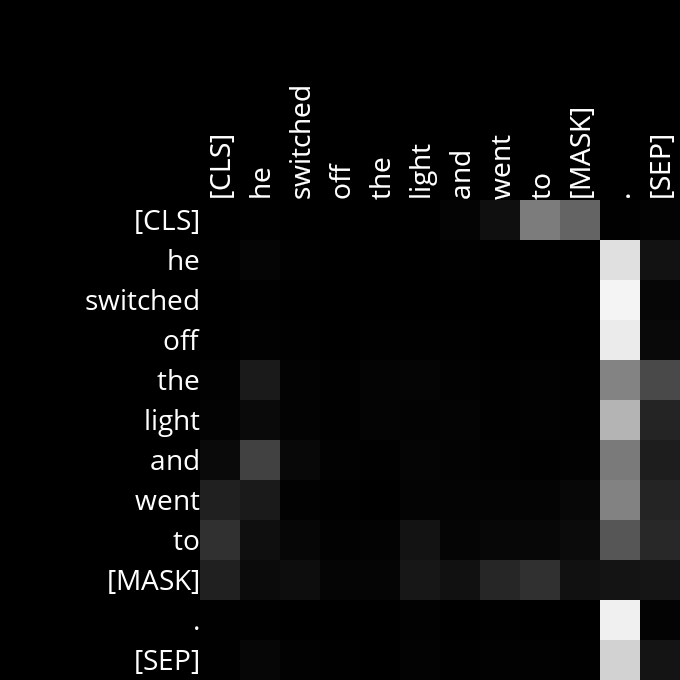 [CLS] he switched off the light and went to [MASK] . [SEP]
[CLS]
he
switched
off
the
light
and
went
to
[MASK]
.
[SEP]